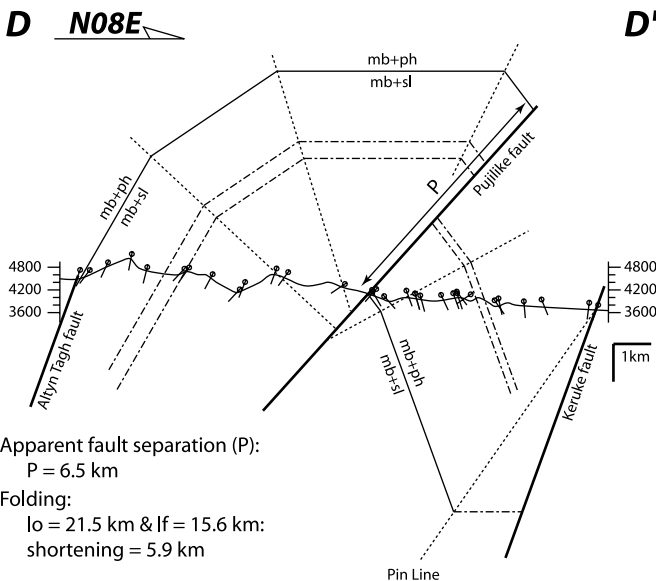 D N08E D'
mb+ph
mb+sl
mb+ph
mb+sl
P
Pujilike fault
4800
4200
3600
4800
4200
3600
Altyn Tagh fault
mb+ph
mb+sl
Keruke fault
1km
Apparent fault separation (P):
P = 6.5 km
Folding:
lo = 21.5 km & lf = 15.6 km:
shortening = 5.9 km
Pin Line